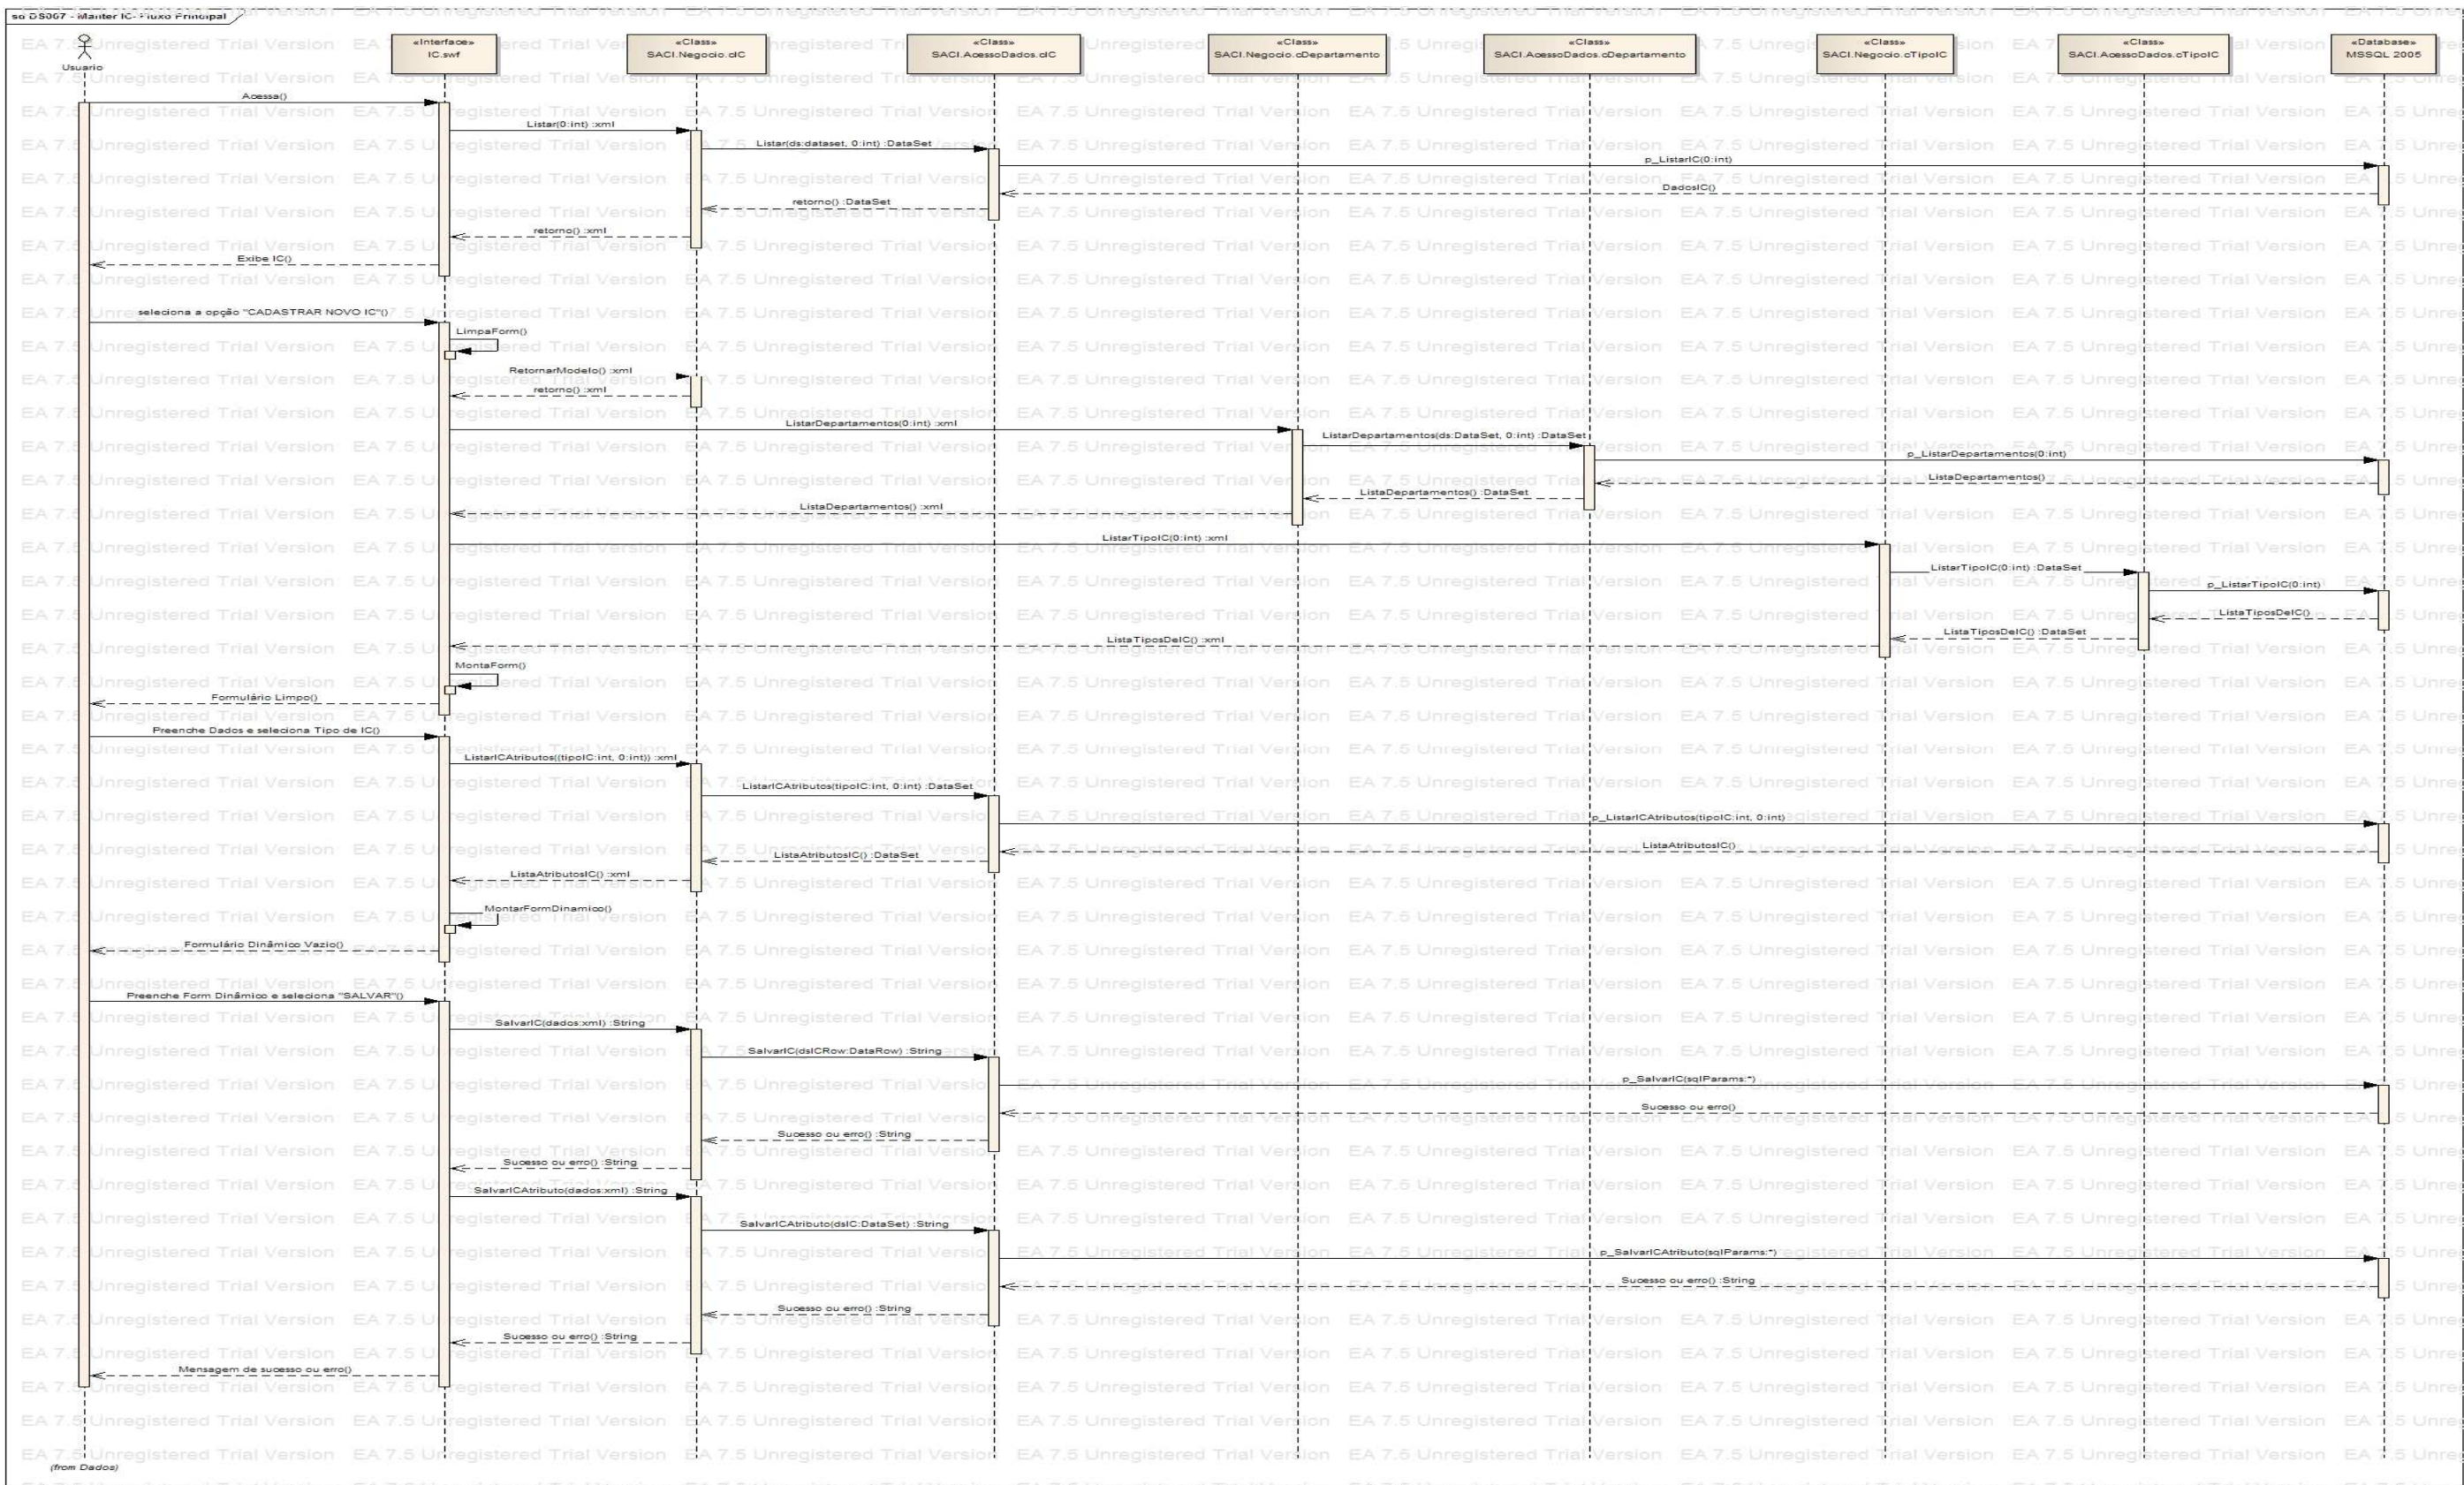 sd DS007 - Manter IC- Fluxo Principal
Usuario
«Interface»
IC.swf
«Class»
SACI.Negocio.cIC
«Class»
SACI.AcessoDados.cIC
«Class»
SACI.Negocio.cDepartamento
«Class»
SACI.AcessoDados.cDepartamento
«Class»
SACI.Negocio.cTipoIC
«Class»
SACI.AcessoDados.cTipoIC
«Database»
MSSQL 2005
Acessa()
Listar(0:int) :xml
Listar(ds:dataset, 0:int) :DataSet
p_ListarIC(0:int)
DadosIC()
retorno() :DataSet
retorno() :xml
Exibe IC()
seleciona a opção "CADASTRAR NOVO IC"()
LimpaForm()
RetornarModelo() :xml
retorno() :xml
ListarDepartamentos(0:int) :xml
ListarDepartamentos(ds:DataSet, 0:int) :DataSet
p_ListarDepartamentos(0:int)
ListaDepartamentos()
ListaDepartamentos() :DataSet
ListaDepartamentos() :xml
ListarTipoIC(0:int) :xml
ListarTipoIC(0:int) :DataSet
p_ListarTipoIC(0:int)
ListaTiposDeIC()
ListaTiposDeIC() :DataSet
ListaTiposDeIC() :xml
MontaForm()
Formulário Limpo()
Preenche Dados e seleciona Tipo de IC()
ListarICAtributos((tipoIC:int, 0:int)) :xml
ListarICAtributos(tipoIC:int, 0:int) :DataSet
p_ListarICAtributos(tipoIC:int, 0:int)
ListaAtributosIC()
ListaAtributosIC() :DataSet
ListaAtributosIC() :xml
MontarFormDinamico()
Formulário Dinâmico Vazio()
Preenche Form Dinâmico e seleciona "SALVAR"()
SalvarIC(dados:xml) :String
SalvarIC(dsICRow:DataRow) :String
p_SalvarIC(sqlParams:*)
Sucesso ou erro()
Sucesso ou erro() :String
Sucesso ou erro() :String
SalvarICAtributo(dados:xml) :String
SalvarICAtributo(dsIC:DataSet) :String
p_SalvarICAtributo(sqlParams:*)
Sucesso ou erro() :String
Sucesso ou erro() :String
Sucesso ou erro() :String
Mensagem de sucesso ou erro()
(from Dados)
EA 7.5 Unregistered Trial Version